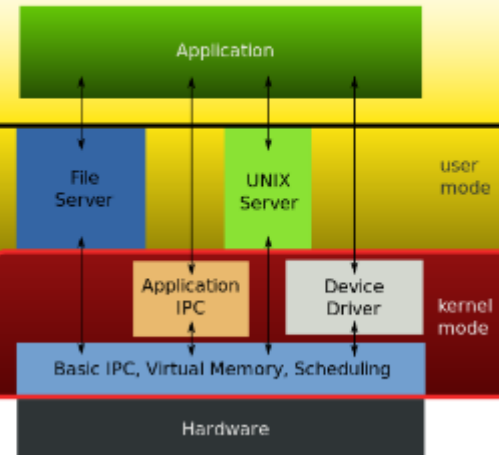 Application
File
Server
UNIX
Server
user
mode
Application
IPC
Device
Driver
kernel
mode
Basic IPC, Virtual Memory, Scheduling
Hardware